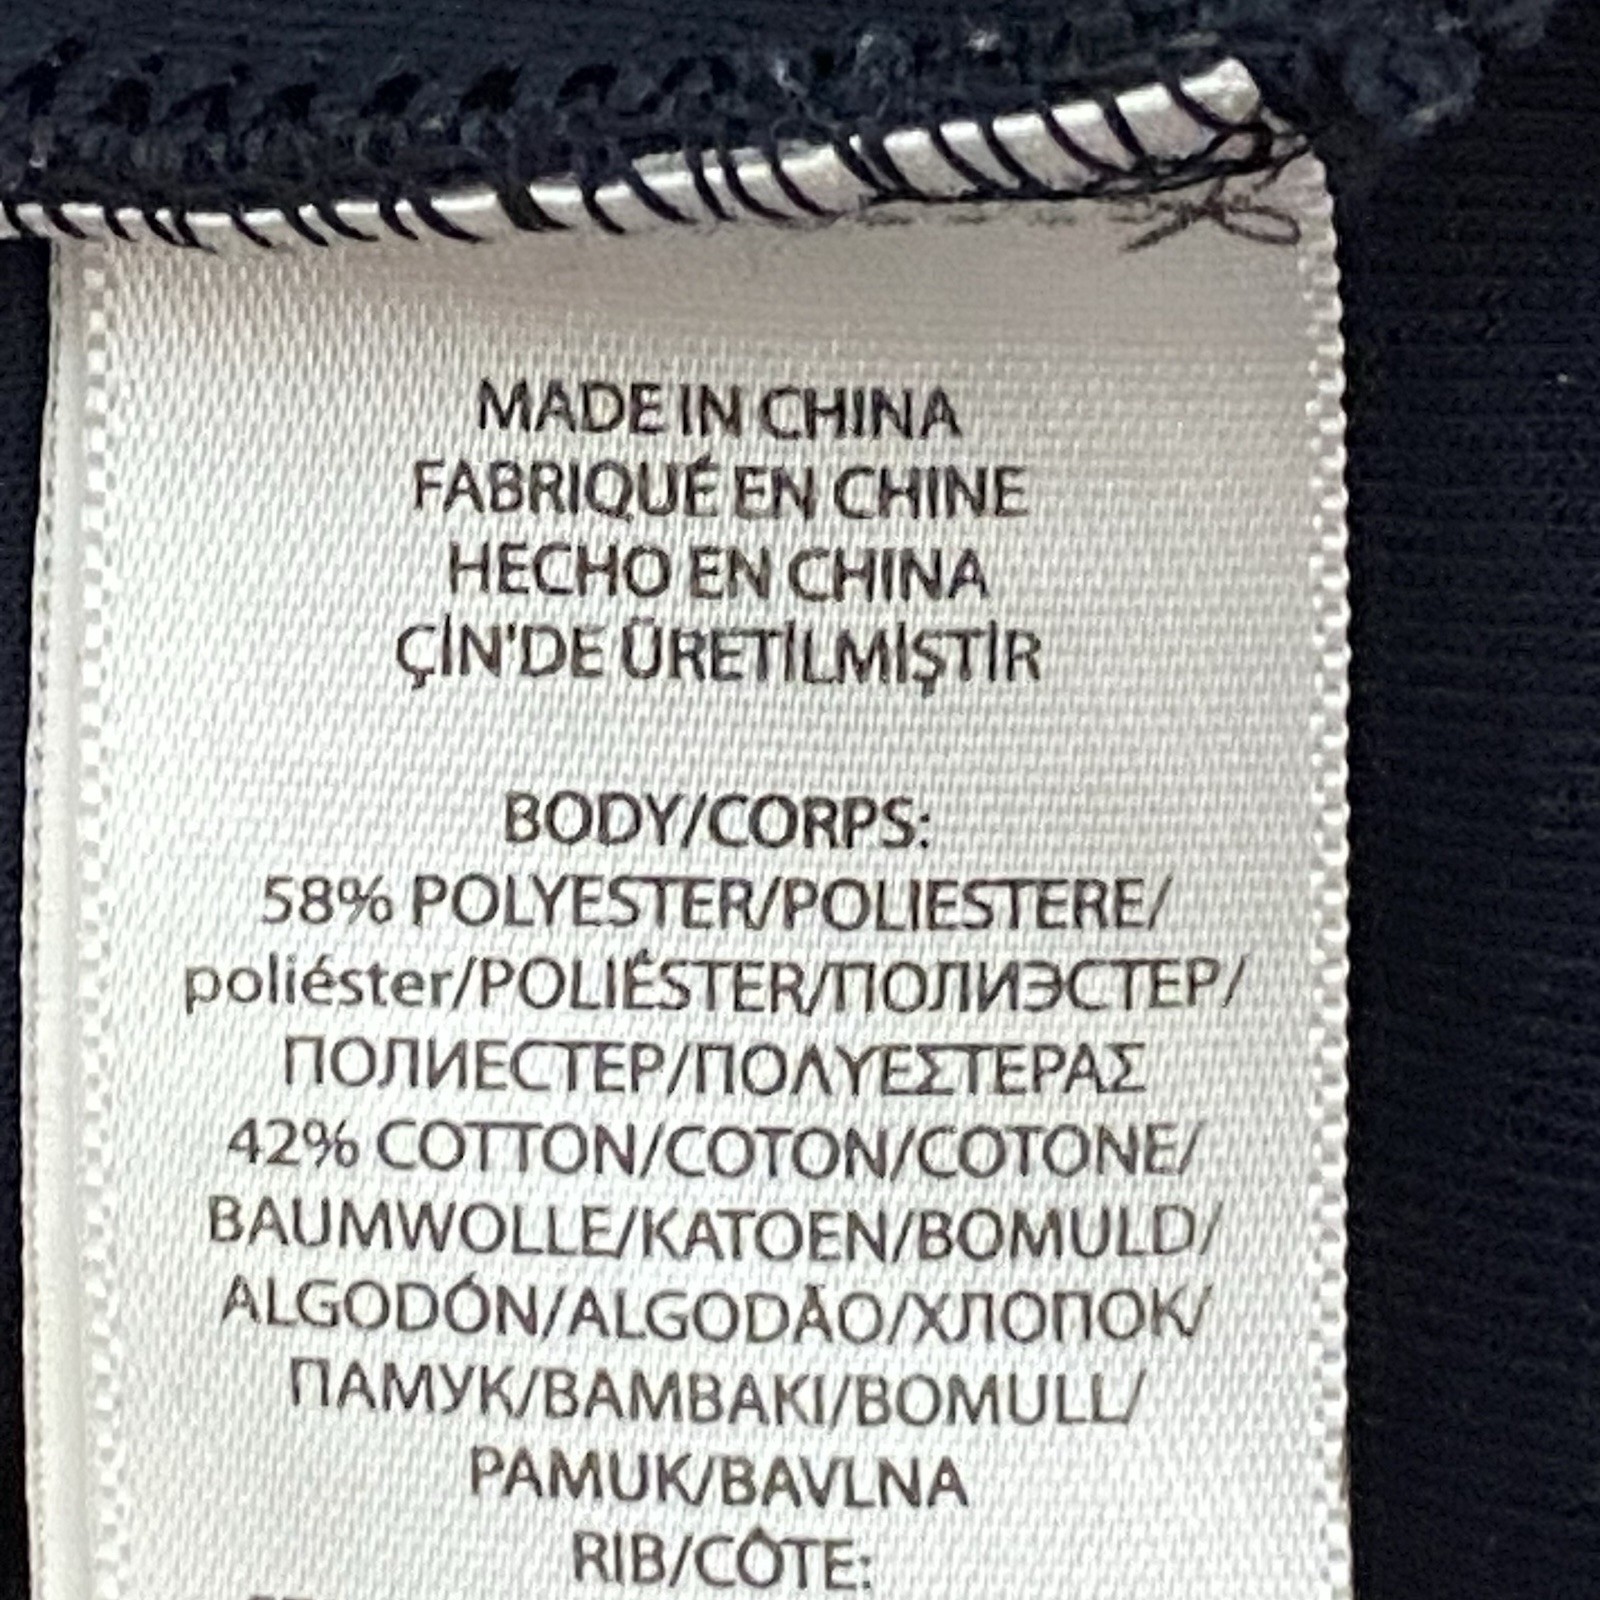 MADE IN CHINA
FABRIQUÉ EN CHINE
HECHO EN CHINA
ÇİN'DE ÜRETİLMİŞTİR
BODY/CORPS:
58% POLYESTER/POLIESTERE/
poliéster/POLIÉSTER/ПОЛИЭСТЕР/
ПОЛИЕСТЕР/ΠΟΛΥΕΣΤΕΡΑΣ
42% COTTON/COTON/COTONE/
BAUMWOLLE/KATOEN/BOMULD/
ALGODÓN/ALGODÃO/ХЛОПОК/
ПАМУК/ΒΑΜΒΑΚΙ/BOMULL/
PAMUK/BAVLNA
RIB/CÔTE: